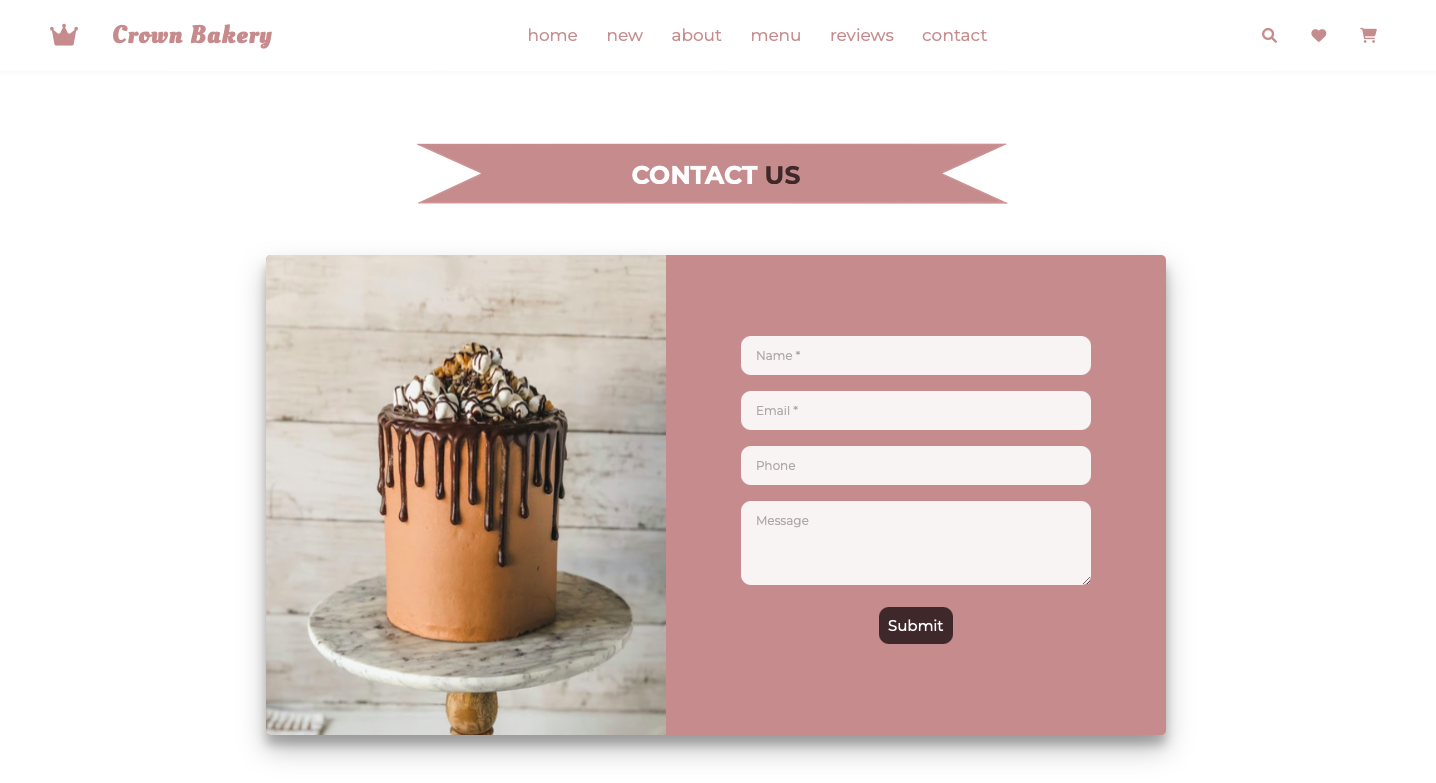 Crown Bakery
home new about menu reviews contact
CONTACT US
Name *
Email *
Phone
Message
Submit